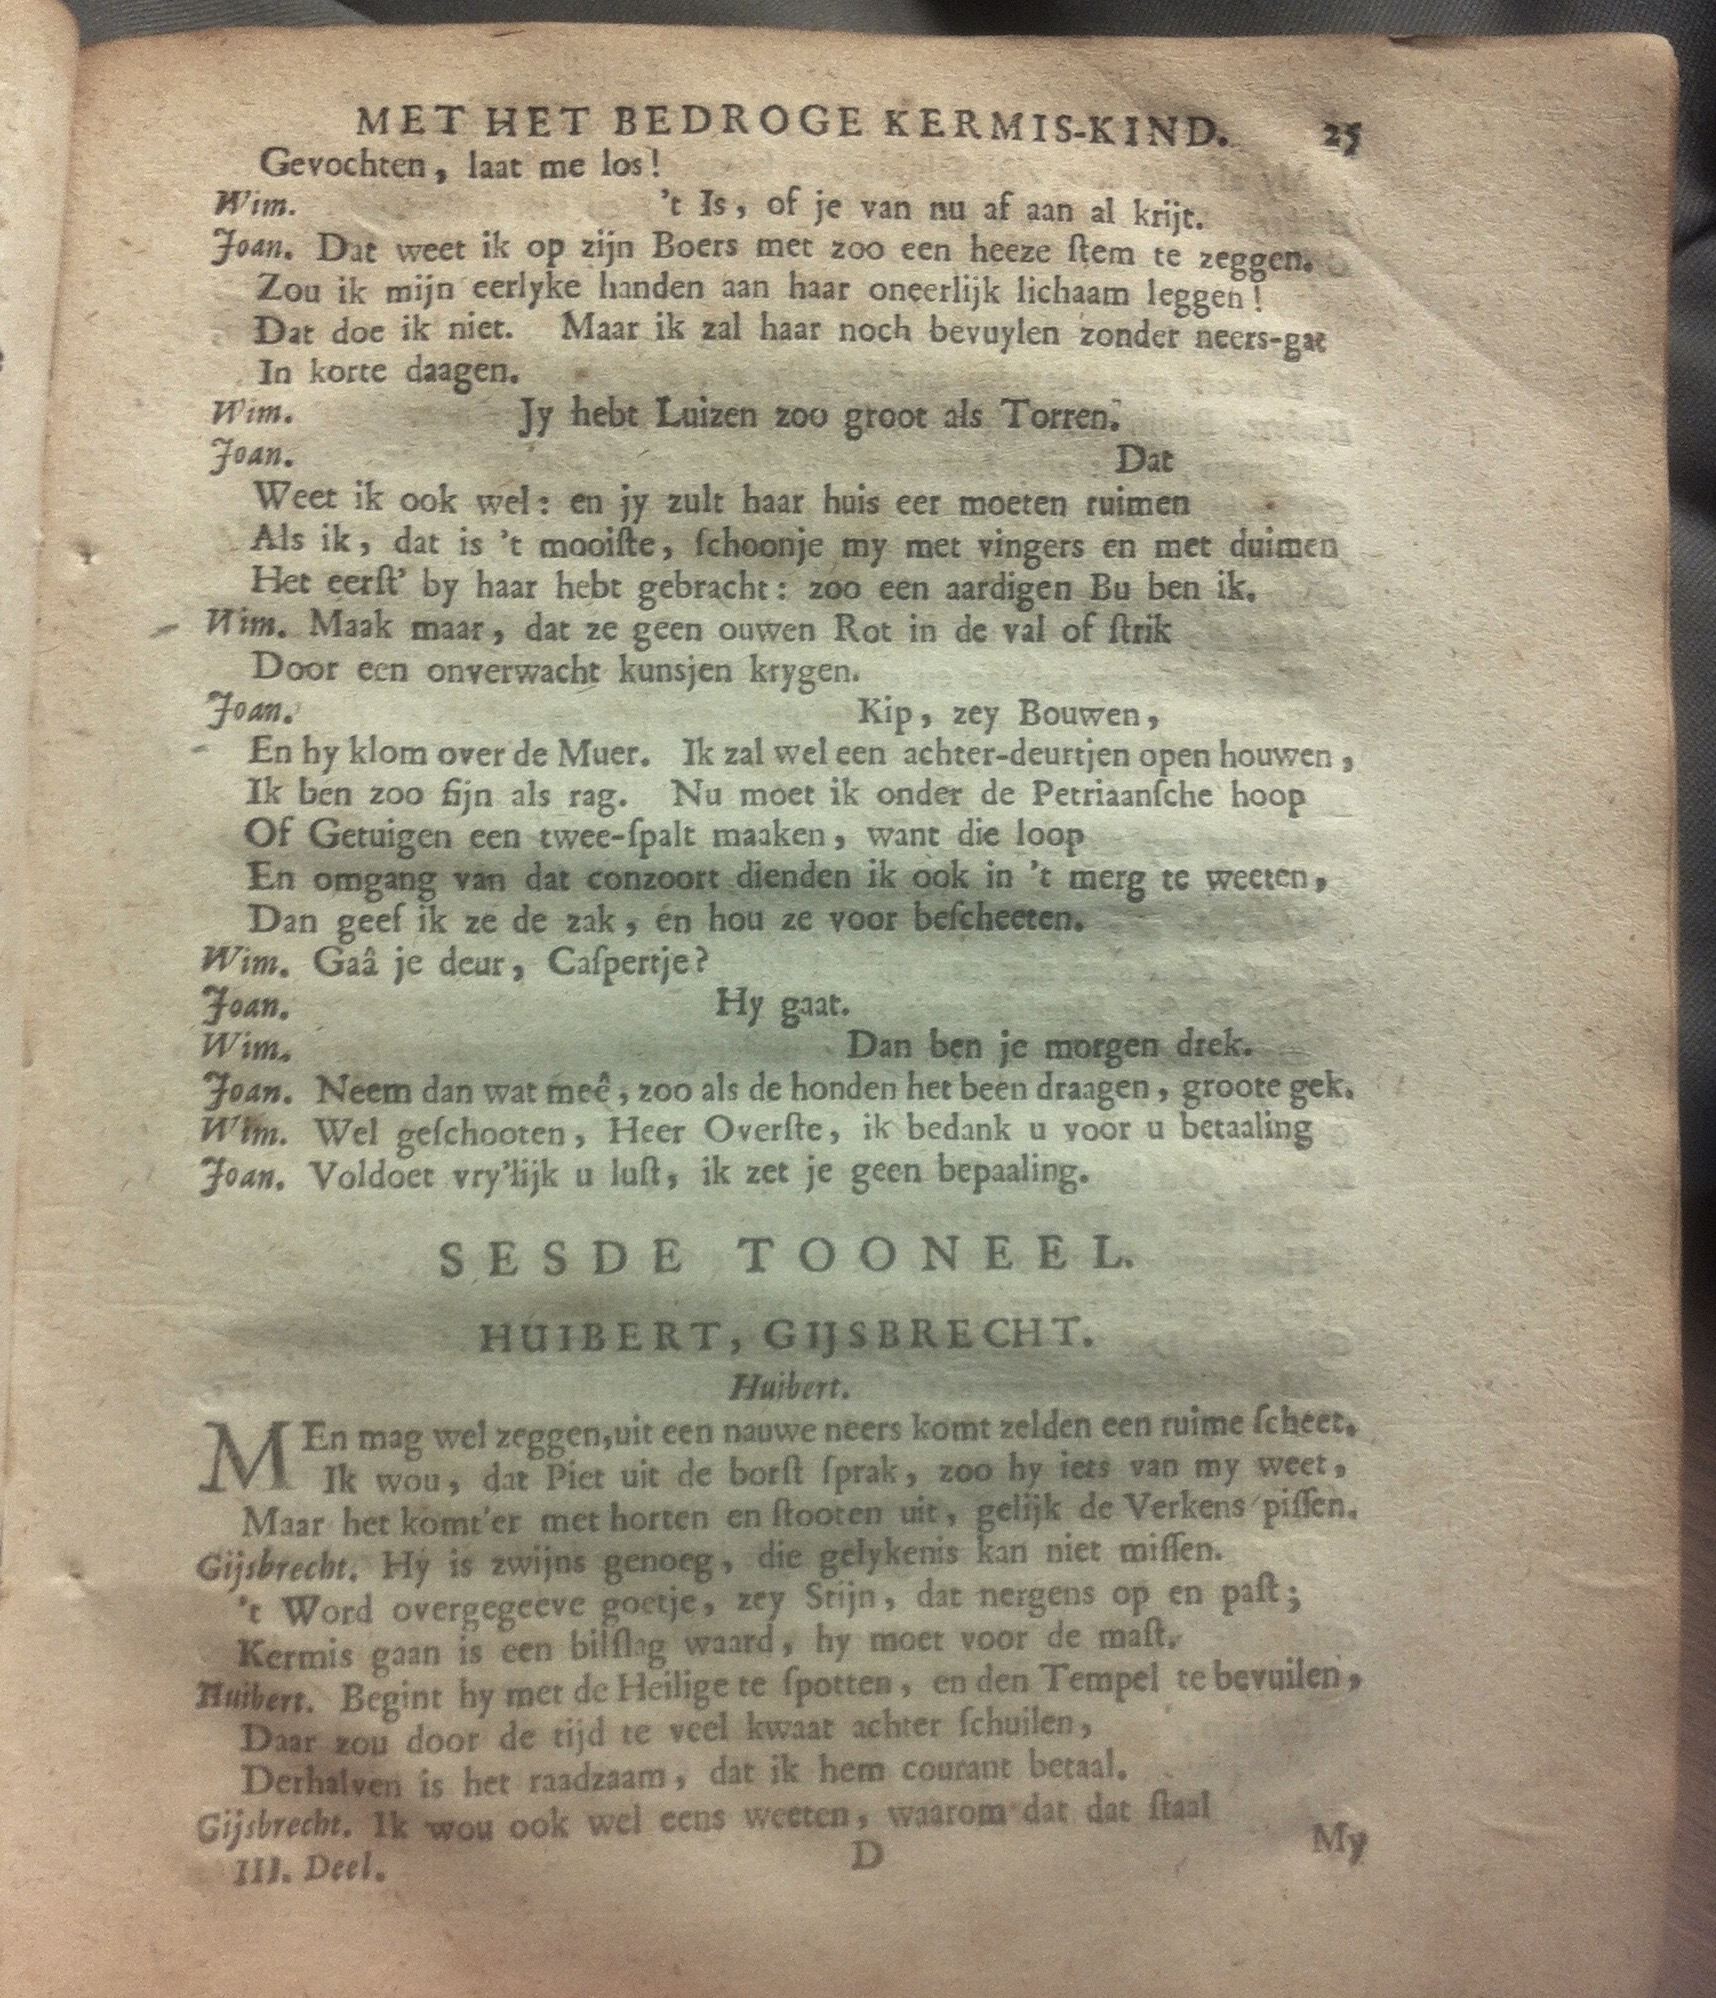 MET HET BEDROGE KERMIS-KIND. 25
Gevochten, laat me los!
Wim. 't Is, of je van nu af aan al krijt.
Joan. Dat weet ik op zijn Boers met zoo een heeze ſtem te zeggen.
Zou ik mijn eerlyke handen aan haar oneerlijk lichaam leggen!
Dat doe ik niet. Maar ik zal haar noch bevuylen zonder neers-gat
In korte daagen.
Wim. Jy hebt Luizen zoo groot als Torren.
Joan. Dat
Weet ik ook wel: en jy zult haar huis eer moeten ruimen
Als ik, dat is 't mooiſte, ſchoonje my met vingers en met duimen
Het eerſt' by haar hebt gebracht: zoo een aardigen Bu ben ik.
Wim. Maak maar, dat ze geen ouwen Rot in de val of ſtrik
Door een onverwacht kunsjen krygen.
Joan. Kip, zey Bouwen,
En hy klom over de Muer. Ik zal wel een achter-deurtjen open houwen,
Ik ben zoo fijn als rag. Nu moet ik onder de Petriaanſche hoop
Of Getuigen een twee-ſpalt maaken, want die loop
En omgang van dat conzoort dienden ik ook in 't merg te weeten,
Dan geef ik ze de zak, en hou ze voor beſcheeten.
Wim. Gaâ je deur, Caſpertje?
Joan. Hy gaat.
Wim. Dan ben je morgen drek.
Joan. Neem dan wat meê, zoo als de honden het been draagen, groote gek.
Wim. Wel geſchooten, Heer Overſte, ik bedank u voor u betaaling
Joan. Voldoet vry'lijk u luſt, ik zet je geen bepaaling.
SESDE TOONEEL.
HUIBERT, GIJSBRECHT.
Huibert.
MEn mag wel zeggen, uit een nauwe neers komt zelden een ruime ſcheet.
Ik wou, dat Piet uit de borſt ſprak, zoo hy iets van my weet,
Maar het komt'er met horten en ſtooten uit, gelijk de Verkens piſſen.
Gijsbrecht. Hy is zwijns genoeg, die gelykenis kan niet miſſen.
't Word overgegeeve goetje, zey Stijn, dat nergens op en paſt;
Kermis gaan is een bilſlag waard, hy moet voor de maſt.
Huibert. Begint hy met de Heilige te ſpotten, en den Tempel te bevuilen,
Daar zou door de tijd te veel kwaat achter ſchuilen,
Derhalven is het raadzaam, dat ik hem courant betaal.
Gijsbrecht. Ik wou ook wel eens weeten, waarom dat dat ſtaal
III. Deel. D My